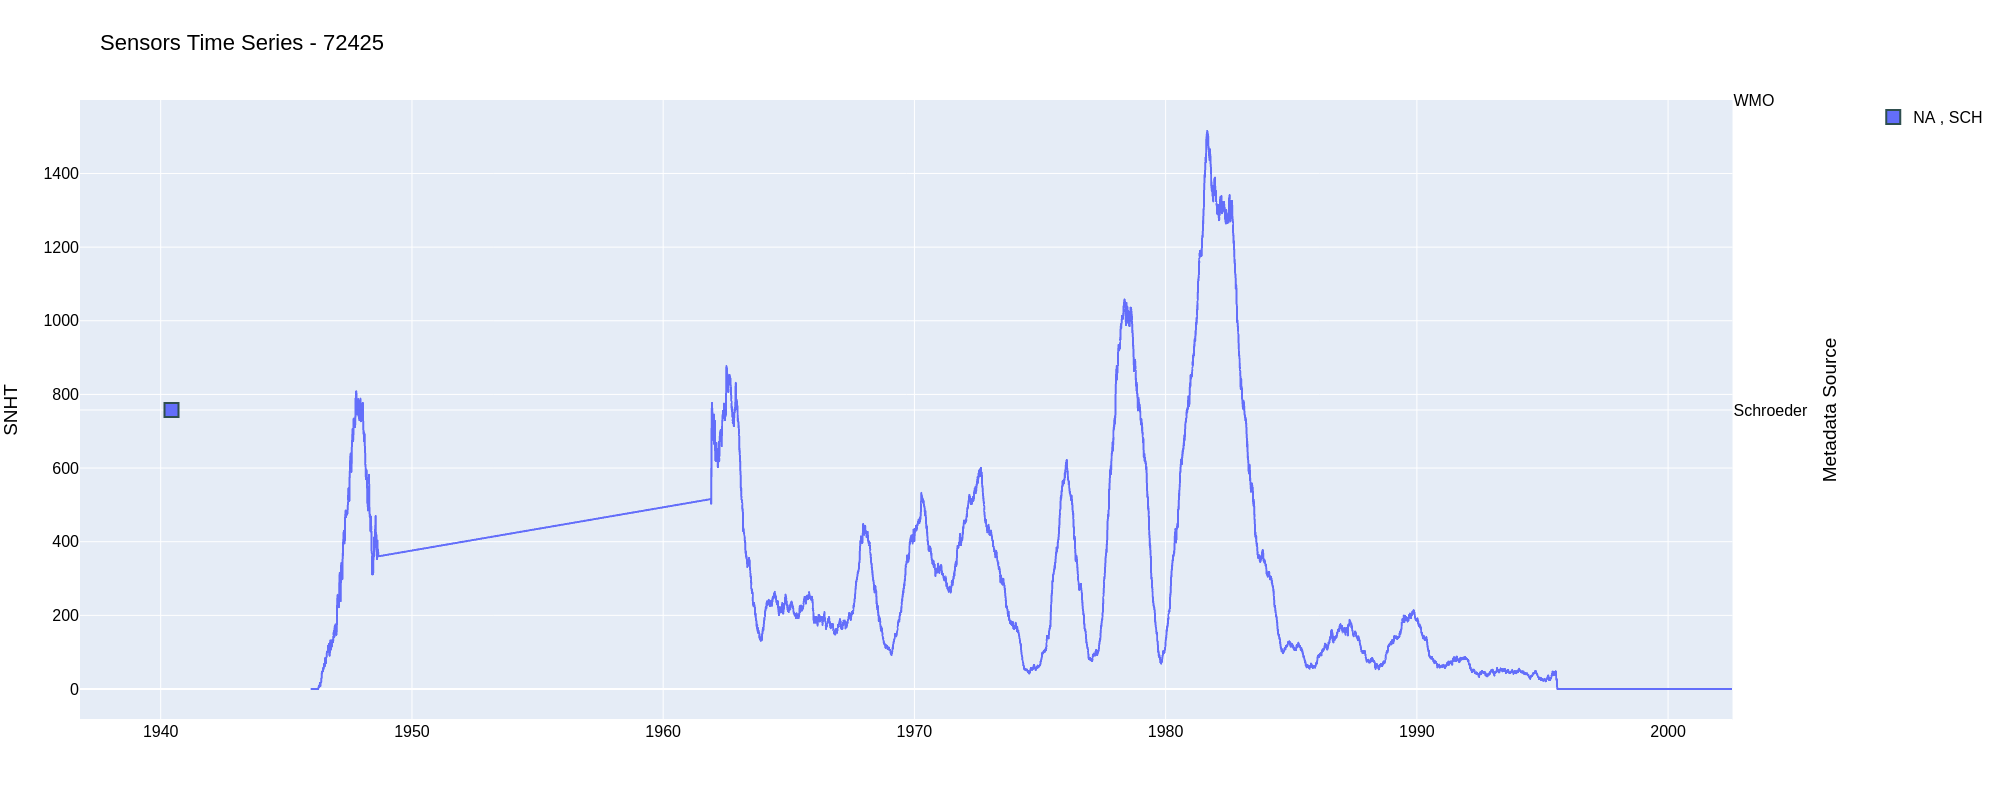 Sensors Time Series - 72425
WMO
NA , SCH
1400
1200
1000
800
Schroeder
600
400
200
0
SNHT
Metadata Source
1940
1950
1960
1970
1980
1990
2000